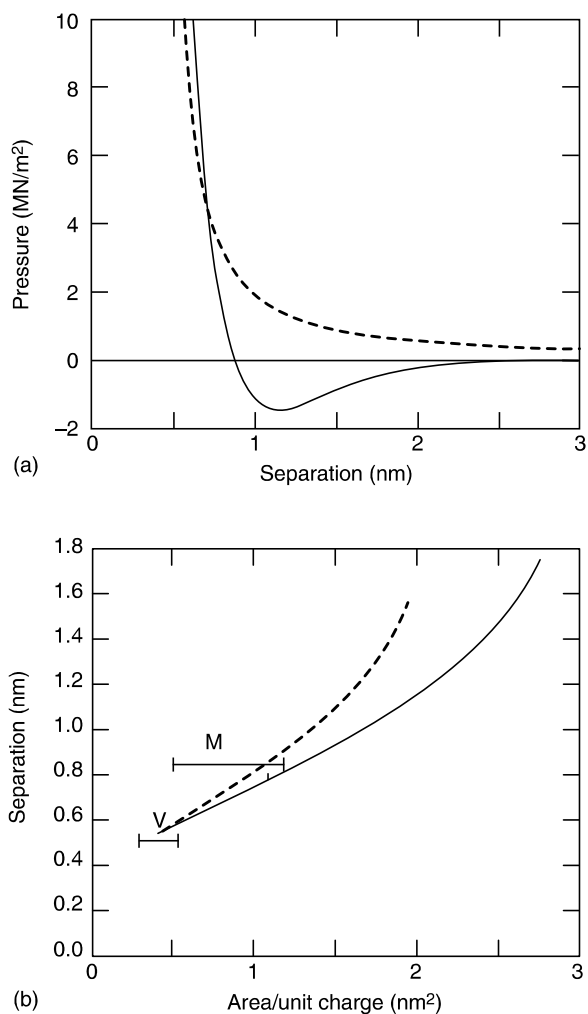 10
8
6
4
2
0
–2
Pressure (MN/m²)
0 1 2 3
Separation (nm)
(a)
1.8
1.6
1.4
1.2
1.0
0.8
0.6
0.4
0.2
0.0
Separation (nm)
M
V
0 1 2 3
Area/unit charge (nm²)
(b)